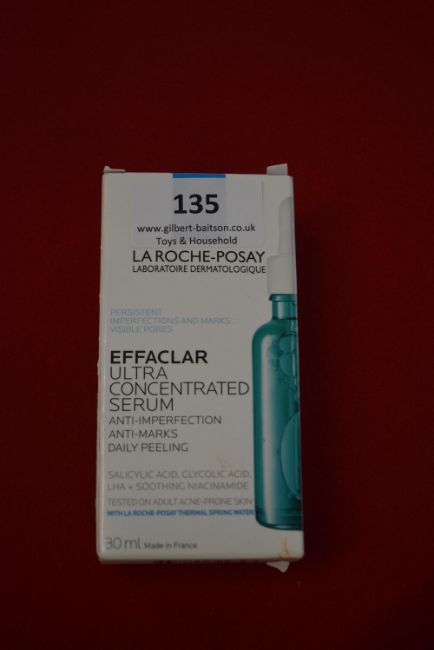 135
www.gilbert-baitson.co.uk
Toys & Household
LA ROCHE-POSAY
LABORATOIRE DERMATOLOGIQUE
PERSISTENT
IMPERFECTIONS AND MARKS,
VISIBLE PORES
EFFACLAR
ULTRA
CONCENTRATED
SERUM
ANTI-IMPERFECTION
ANTI-MARKS
DAILY PEELING
SALICYLIC ACID, GLYCOLIC ACID,
LHA + SOOTHING NIACINAMIDE
TESTED ON ADULT ACNE-PRONE SKIN
WITH LA ROCHE-POSAY THERMAL SPRING WATER
30 ml Made in France